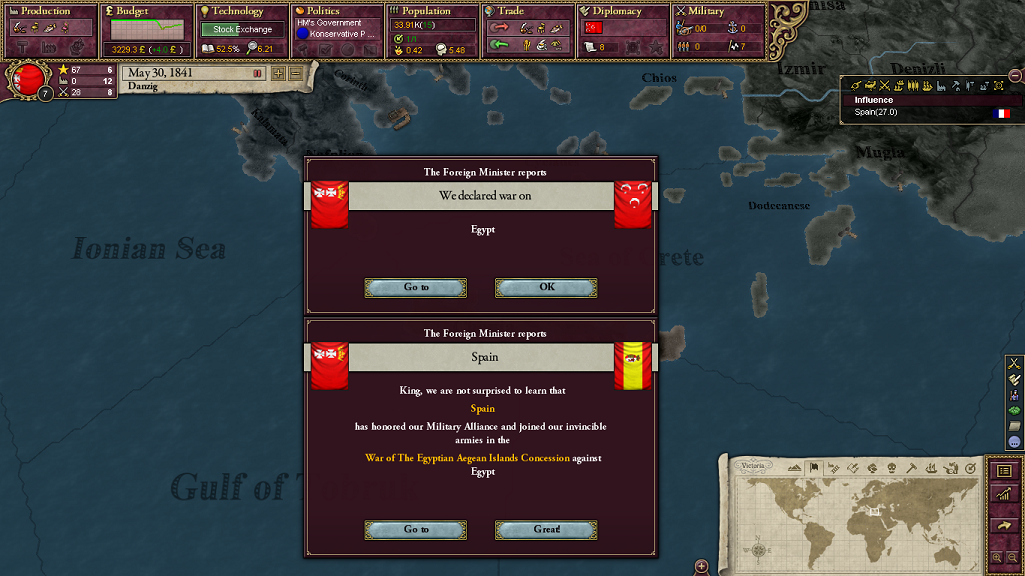 Production
Budget
Technology
Politics
Population
Trade
Diplomacy
Military
3229.3 £ (+4.0 £ )
Stock Exchange
52.5% 6.21
HM's Government
Konservative P ...
33.91K(15)
1/1
0.42 5.48
8
0/0 0
0 7
67 6
0 12
28 8
7
May 30, 1841
Danzig
Chios
Izmir
Denizli
Mugla
Dodecanese
Influence
Spain(27.0)
Ionian Sea
Gulf of
The Foreign Minister reports
We declared war on
Egypt
Go to
OK
The Foreign Minister reports
Spain
King, we are not surprised to learn that
Spain
has honored our Military Alliance and joined our invincible
armies in the
War of The Egyptian Aegean Islands Concession against
Egypt
Go to
Great!
Victoria